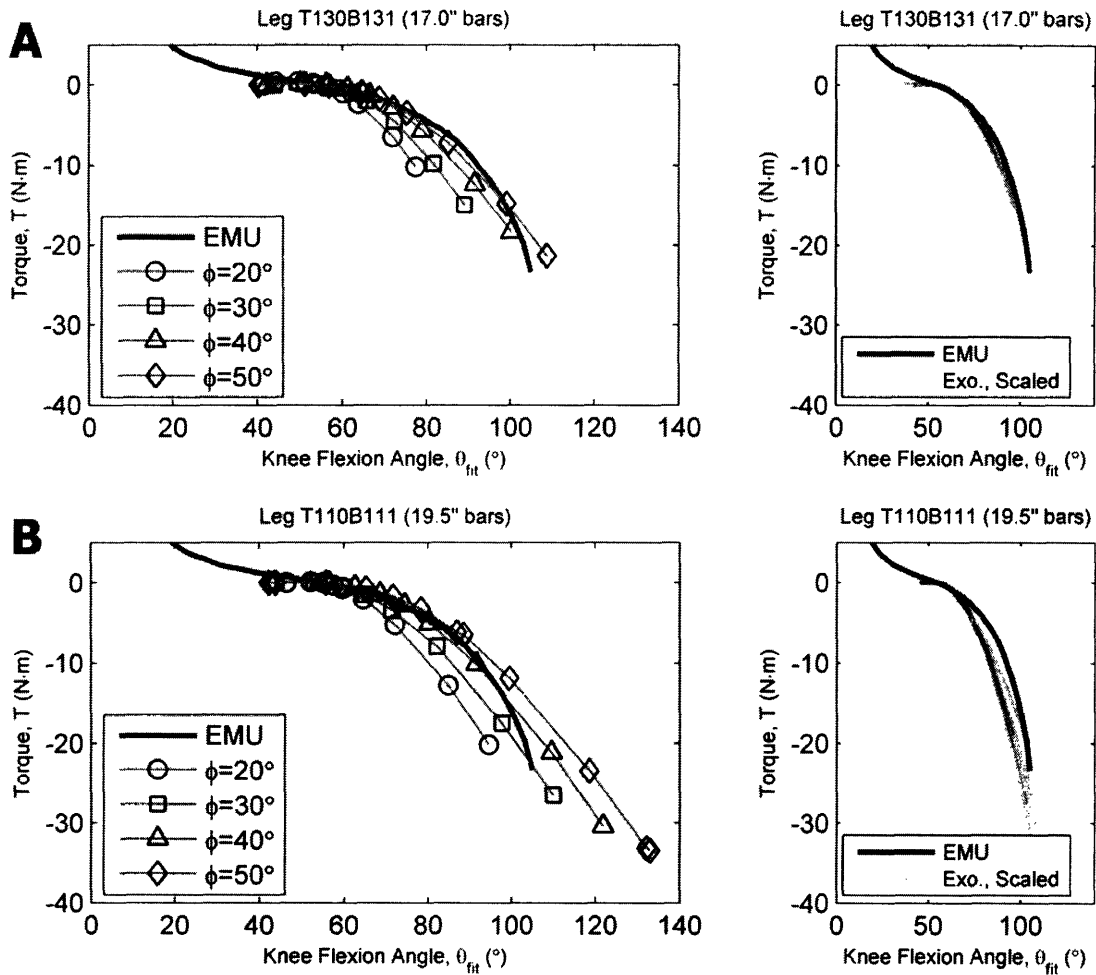 A
Leg T130B131 (17.0" bars)
Torque, T (N·m)
0
-10
-20
-30
-40
EMU
ϕ=20°
ϕ=30°
ϕ=40°
ϕ=50°
0 20 40 60 80 100 120 140
Knee Flexion Angle, θfit (°)
Leg T130B131 (17.0" bars)
Torque, T (N·m)
0
-10
-20
-30
-40
EMU
Exo., Scaled
0 50 100
Knee Flexion Angle, θfit (°)
B
Leg T110B111 (19.5" bars)
Torque, T (N·m)
0
-10
-20
-30
-40
EMU
ϕ=20°
ϕ=30°
ϕ=40°
ϕ=50°
0 20 40 60 80 100 120 140
Knee Flexion Angle, θfit (°)
Leg T110B111 (19.5" bars)
Torque, T (N·m)
0
-10
-20
-30
-40
EMU
Exo., Scaled
0 50 100
Knee Flexion Angle, θfit (°)